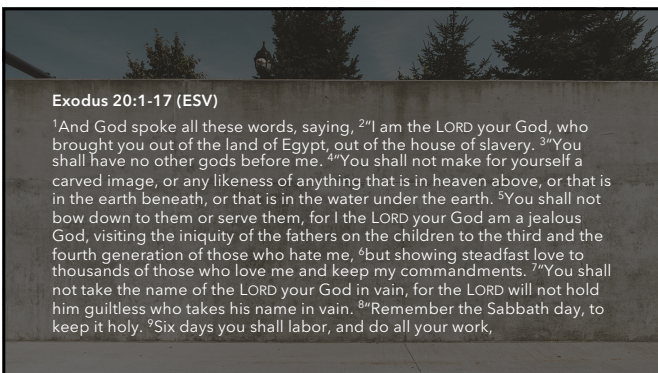 Exodus 20:1-17 (ESV)
¹And God spoke all these words, saying, ²“I am the LORD your God, who
brought you out of the land of Egypt, out of the house of slavery. ³“You
shall have no other gods before me. ⁴“You shall not make for yourself a
carved image, or any likeness of anything that is in heaven above, or that is
in the earth beneath, or that is in the water under the earth. ⁵You shall not
bow down to them or serve them, for I the LORD your God am a jealous
God, visiting the iniquity of the fathers on the children to the third and the
fourth generation of those who hate me, ⁶but showing steadfast love to
thousands of those who love me and keep my commandments. ⁷“You shall
not take the name of the LORD your God in vain, for the LORD will not hold
him guiltless who takes his name in vain. ⁸“Remember the Sabbath day, to
keep it holy. ⁹Six days you shall labor, and do all your work,